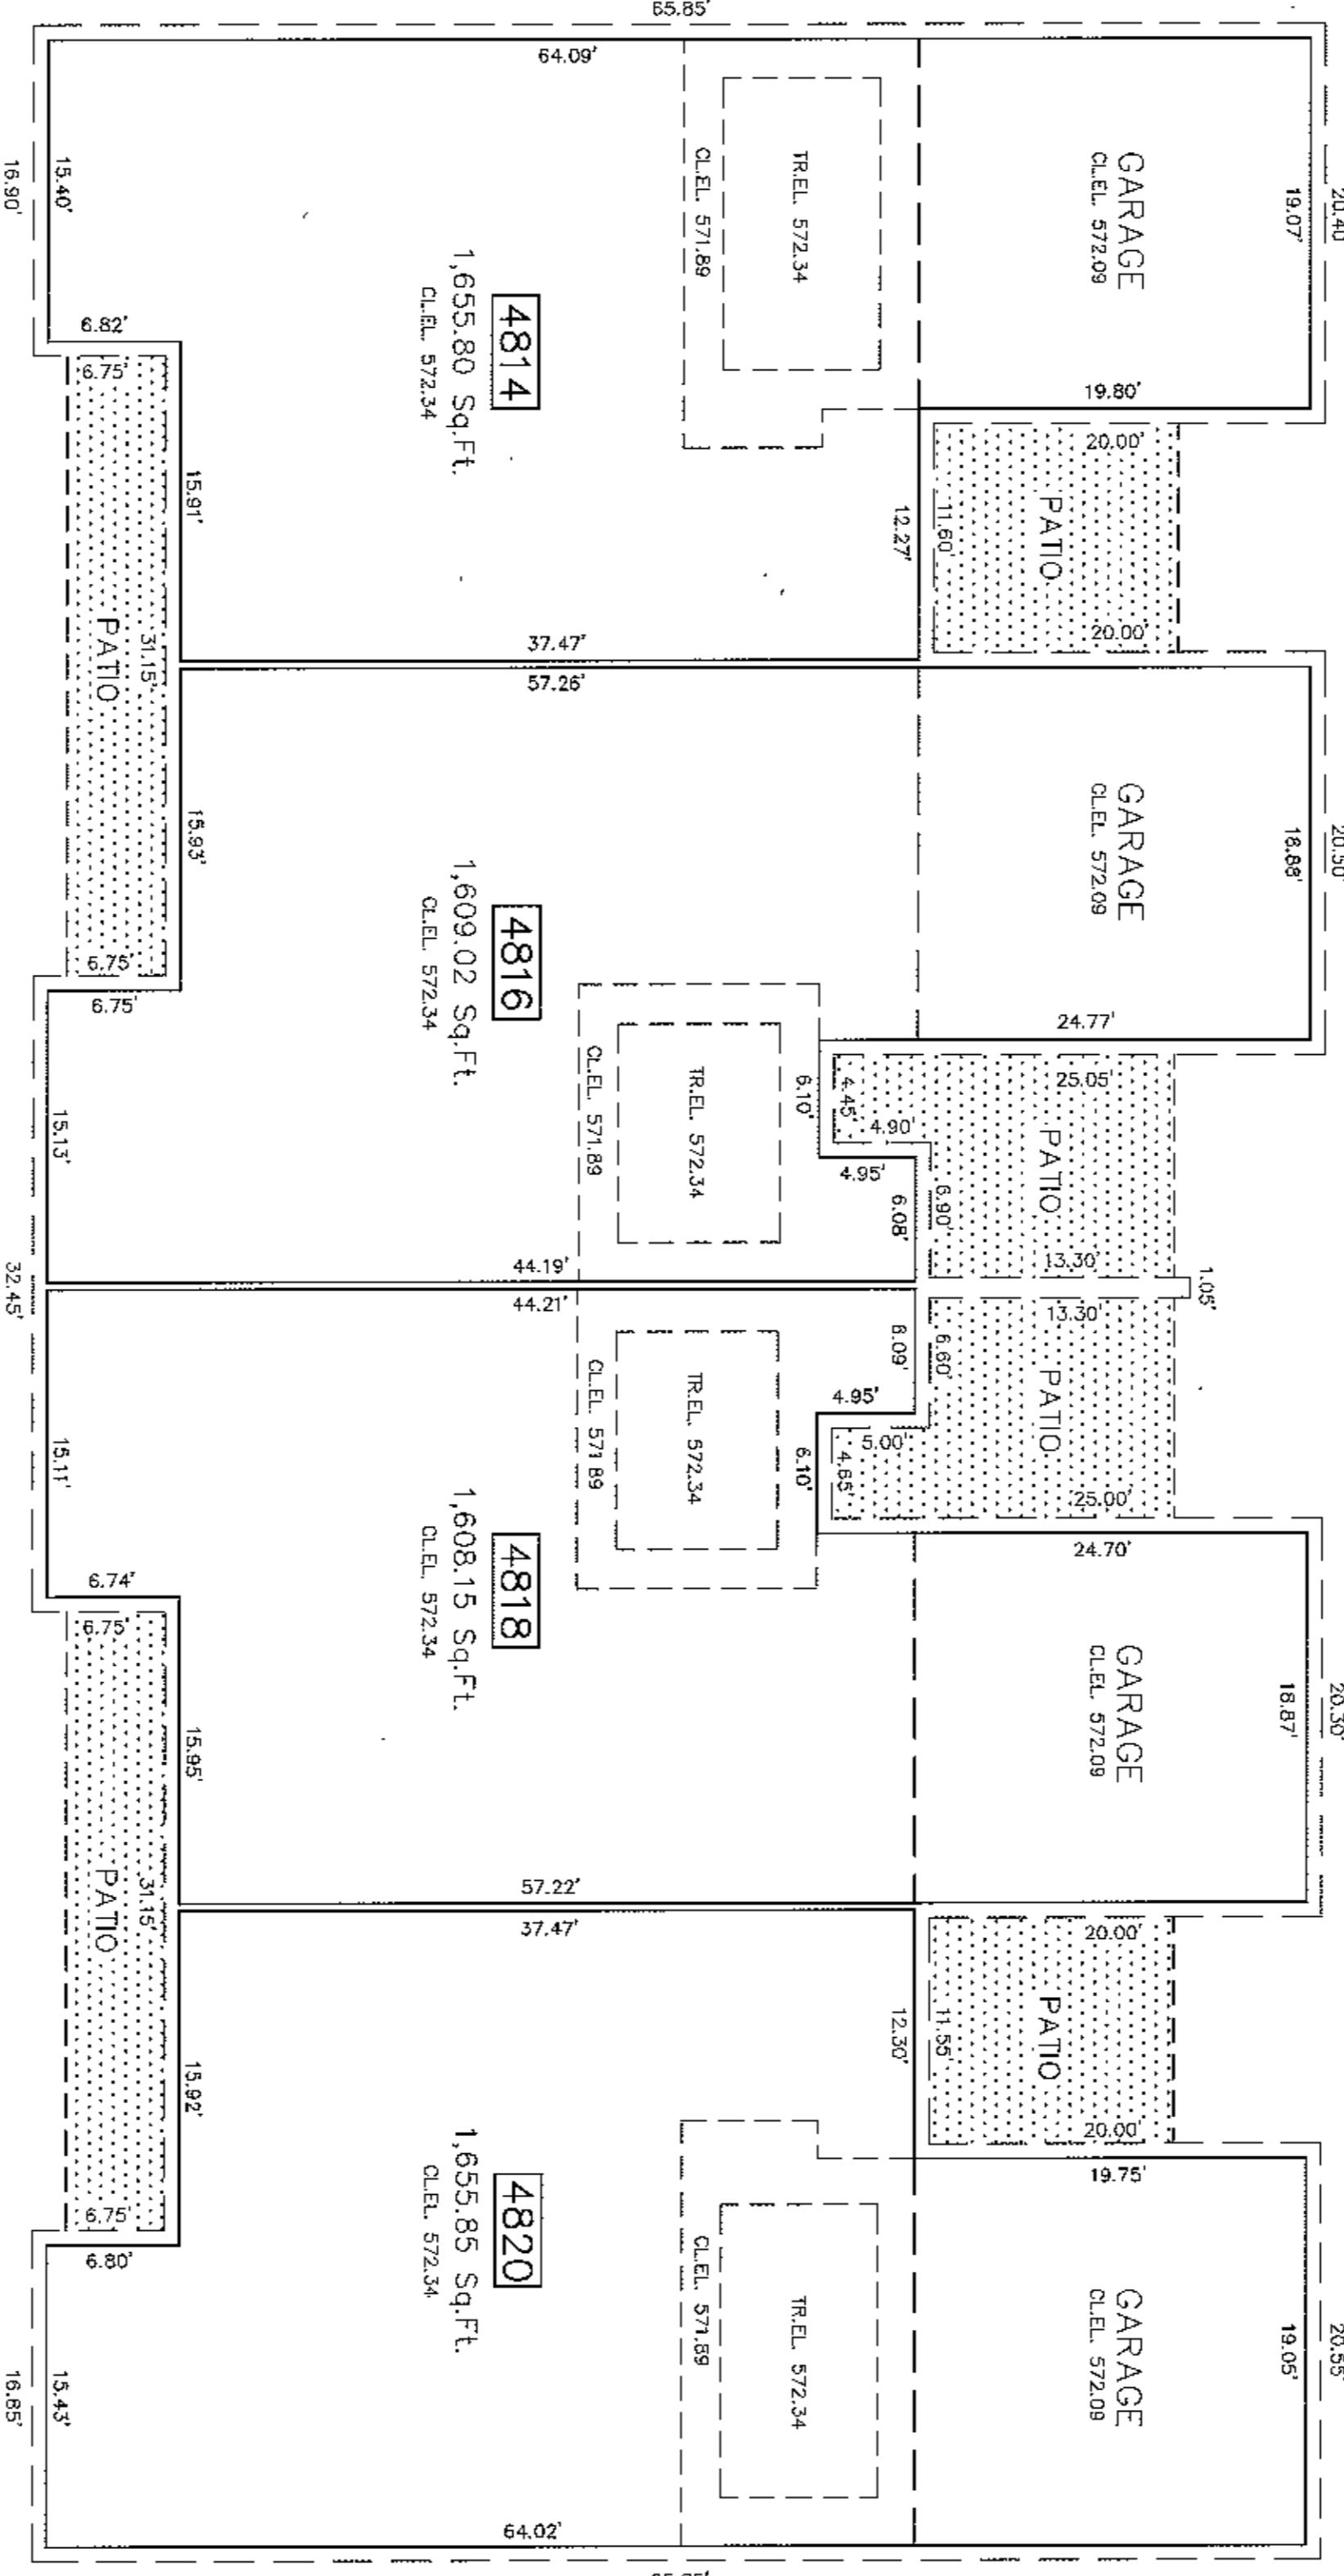 65.85'
64.09'
20.40'
19.07'
GARAGE
CL.EL. 572.09
TR.EL. 572.34
CL.EL. 571.89
4814
1,655.80 Sq.Ft.
CL.EL. 572.34
15.40'
16.90'
6.82'
6.75'
19.80'
20.00'
PATIO
11.60'
12.27'
20.00'
15.91'
37.47'
PATIO
31.15'
57.26'
20.50'
18.88'
GARAGE
CL.EL. 572.09
4816
1,609.02 Sq.Ft.
CL.EL. 572.34
15.93'
6.75'
6.75'
24.77'
25.05'
PATIO
6.10'
4.45'
4.90'
4.95'
6.08'
6.90'
13.30'
1.05'
TR.EL. 572.34
CL.EL. 571.89
15.13'
44.19'
32.45'
44.21'
13.30'
PATIO
6.09'
6.60'
4.95'
5.00'
6.10'
4.65'
25.00'
24.70'
TR.EL. 572.34
CL.EL. 571.89
15.11'
4818
1,608.15 Sq.Ft.
CL.EL. 572.34
6.74'
6.75'
20.30'
18.87'
GARAGE
CL.EL. 572.09
15.95'
57.22'
PATIO
31.15'
37.47'
20.00'
PATIO
12.30'
11.55'
20.00'
15.92'
19.75'
6.75'
6.80'
4820
1,655.85 Sq.Ft.
CL.EL. 572.34
TR.EL. 572.34
CL.EL. 571.89
20.55'
19.05'
GARAGE
CL.EL. 572.09
15.43'
16.85'
64.02'